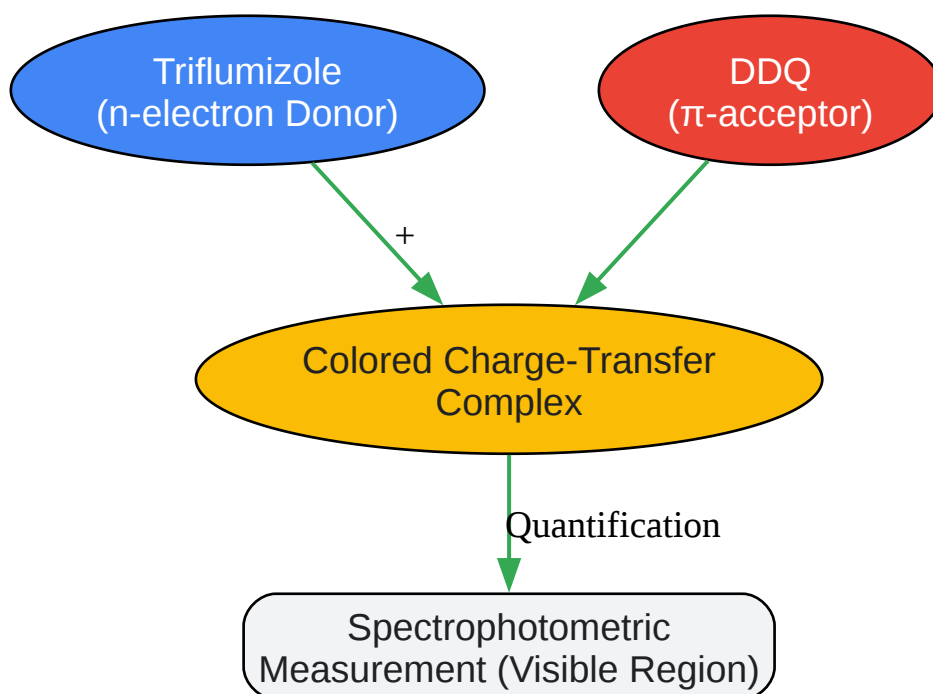 Triflumizole
(n-electron Donor)
DDQ
(π-acceptor)
+
Colored Charge-Transfer
Complex
Quantification
Spectrophotometric
Measurement (Visible Region)